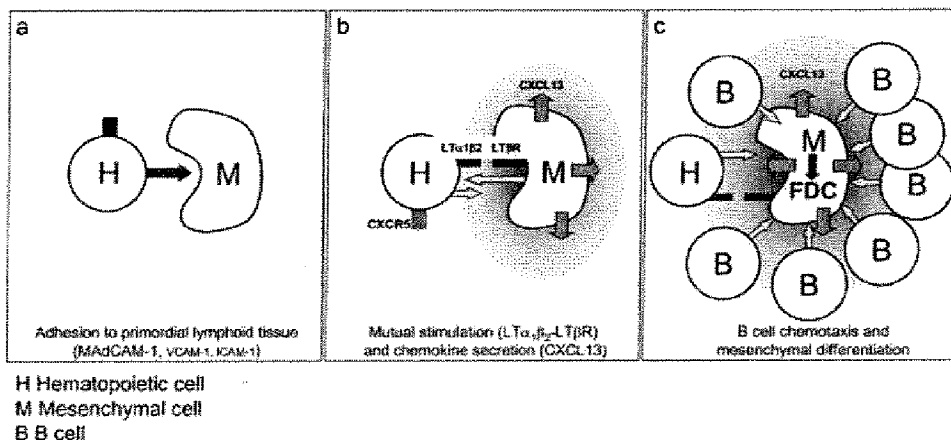 a
H
M
Adhesion to primordial lymphoid tissue
(MAdCAM-1, VCAM-1, ICAM-1)
b
CXCL13
LTα1β2 LTβR
H
M
CXCR5
Mutual stimulation (LTα1β2-LTβR)
and chemokine secretion (CXCL13)
c
CXCL13
B
B
B
B
H
M
FDC
B
B
B
B cell chemotaxis and
mesenchymal differentiation
H Hematopoietic cell
M Mesenchymal cell
B B cell